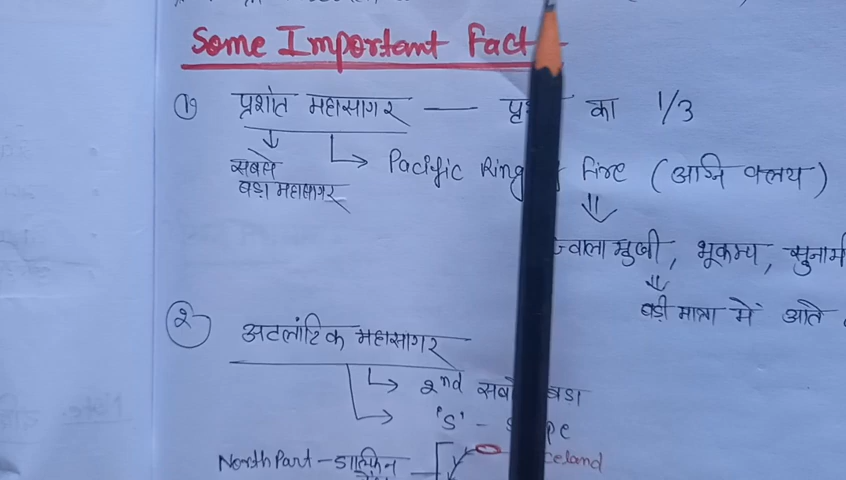 Some Important Fact
① प्रशांत महासागर — का 1/3
सबसे बड़ा महासागर
Pacific Ring Fire (अग्नि वलय)
ज्वालामुखी, भूकम्प, सुनामी
बड़ी मात्रा में आते
② अटलांटिक महासागर
2nd सबसे बडा
'S' -
North Part - डाल्फिन